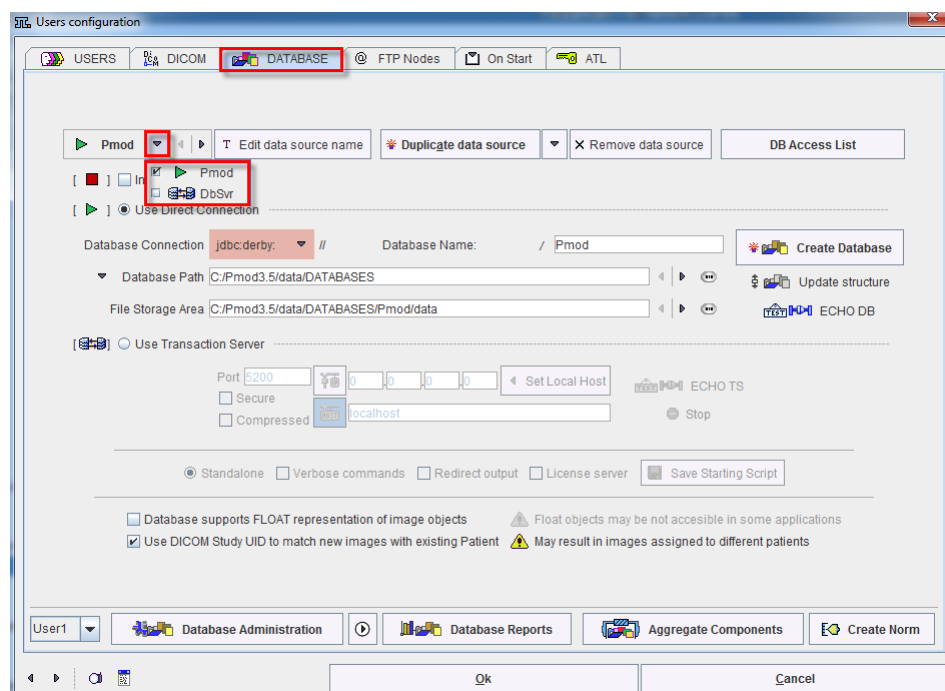 Users configuration
USERS DICOM DATABASE @ FTP Nodes On Start ATL
Pmod T Edit data source name Duplicate data source Remove data source DB Access List
[ ] In
Pmod
DbSvr
[ ] Use Direct Connection
Database Connection jdbc:derby: // Database Name: / Pmod Create Database
Database Path C:/Pmod3.5/data/DATABASES Update structure
File Storage Area C:/Pmod3.5/data/DATABASES/Pmod/data TEST ECHO DB
[ ] Use Transaction Server
Port 5200 0 .0 .0 .0 Set Local Host ECHO TS
Secure
Compressed localhost Stop
Standalone Verbose commands Redirect output License server Save Starting Script
Database supports FLOAT representation of image objects Float objects may be not accesible in some applications
Use DICOM Study UID to match new images with existing Patient May result in images assigned to different patients
User1 Database Administration Database Reports Aggregate Components Create Norm
Ok Cancel